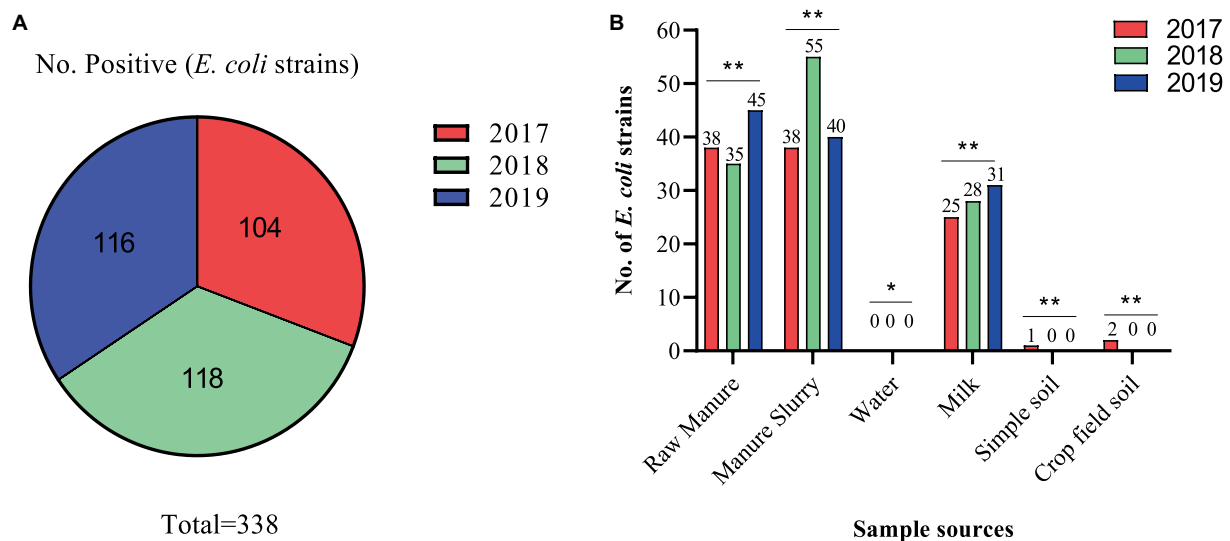 A
No. Positive (E. coli strains)
104
116
118
2017
2018
2019
Total=338
B
No. of E. coli strains
60
50
40
30
20
10
0
** ** * ** ** **
38 35 45
38 55 40
0 0 0
25 28 31
1 0 0
2 0 0
2017
2018
2019
Raw Manure
Manure Slurry
Water
Milk
Simple soil
Crop field soil
Sample sources